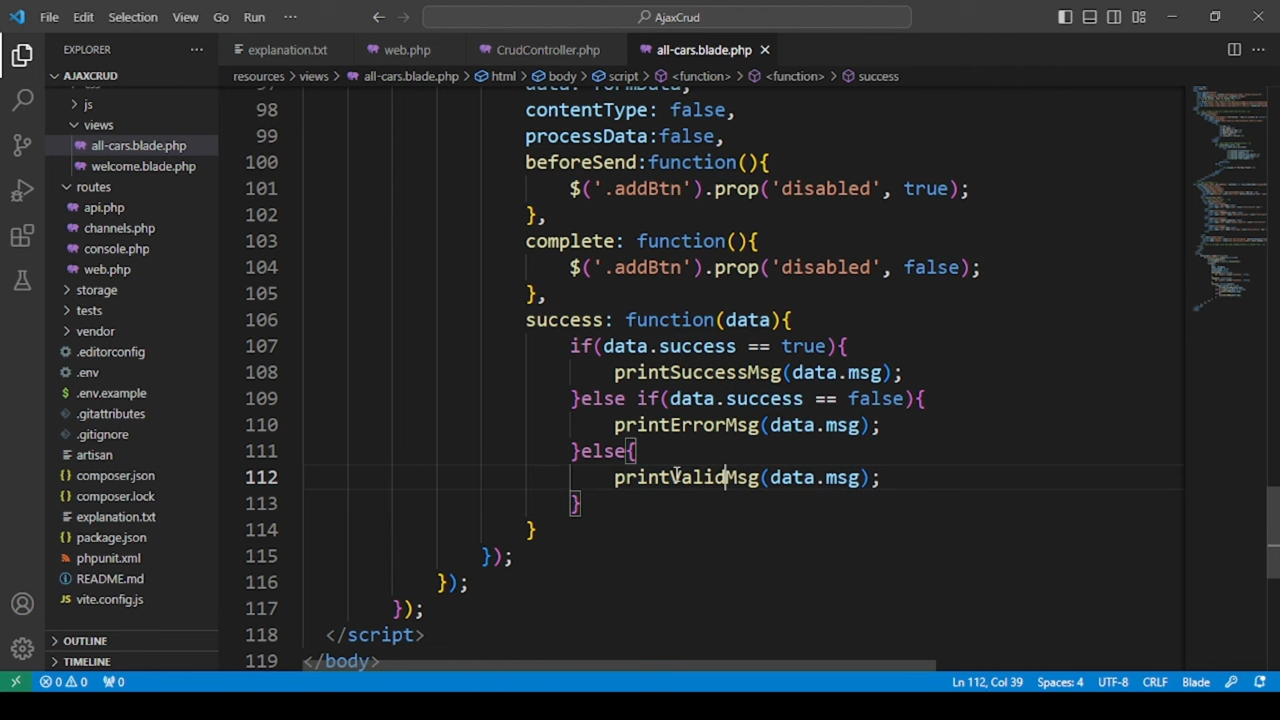 File Edit Selection View Go Run ··· AjaxCrud
EXPLORER ···
explanation.txt web.php CrudController.php all-cars.blade.php
AJAXCRUD
resources > views > all-cars.blade.php > html > body > script > <function> > <function> > success
js
views
all-cars.blade.php
welcome.blade.php
routes
api.php
channels.php
console.php
web.php
storage
tests
vendor
.editorconfig
.env
.env.example
.gitattributes
.gitignore
artisan
composer.json
composer.lock
explanation.txt
package.json
phpunit.xml
README.md
vite.config.js
OUTLINE
TIMELINE
98 contentType: false,
99 processData:false,
100 beforeSend:function(){
101 $('.addBtn').prop('disabled', true);
102 },
103 complete: function(){
104 $('.addBtn').prop('disabled', false);
105 },
106 success: function(data){
107 if(data.success == true){
108 printSuccessMsg(data.msg);
109 }else if(data.success == false){
110 printErrorMsg(data.msg);
111 }else{
112 printValidMsg(data.msg);
113 }
114 }
115 });
116 });
117 });
118 </script>
119 </body>
0 0 0 Ln 112, Col 39 Spaces: 4 UTF-8 CRLF Blade